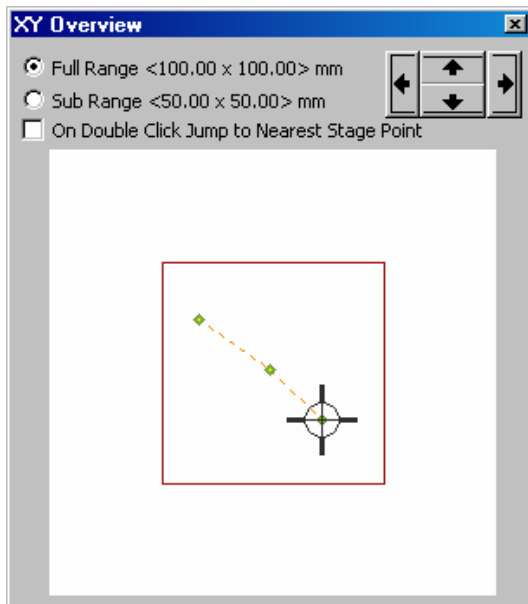 XY Overview
Full Range <100.00 x 100.00> mm
Sub Range <50.00 x 50.00> mm
On Double Click Jump to Nearest Stage Point